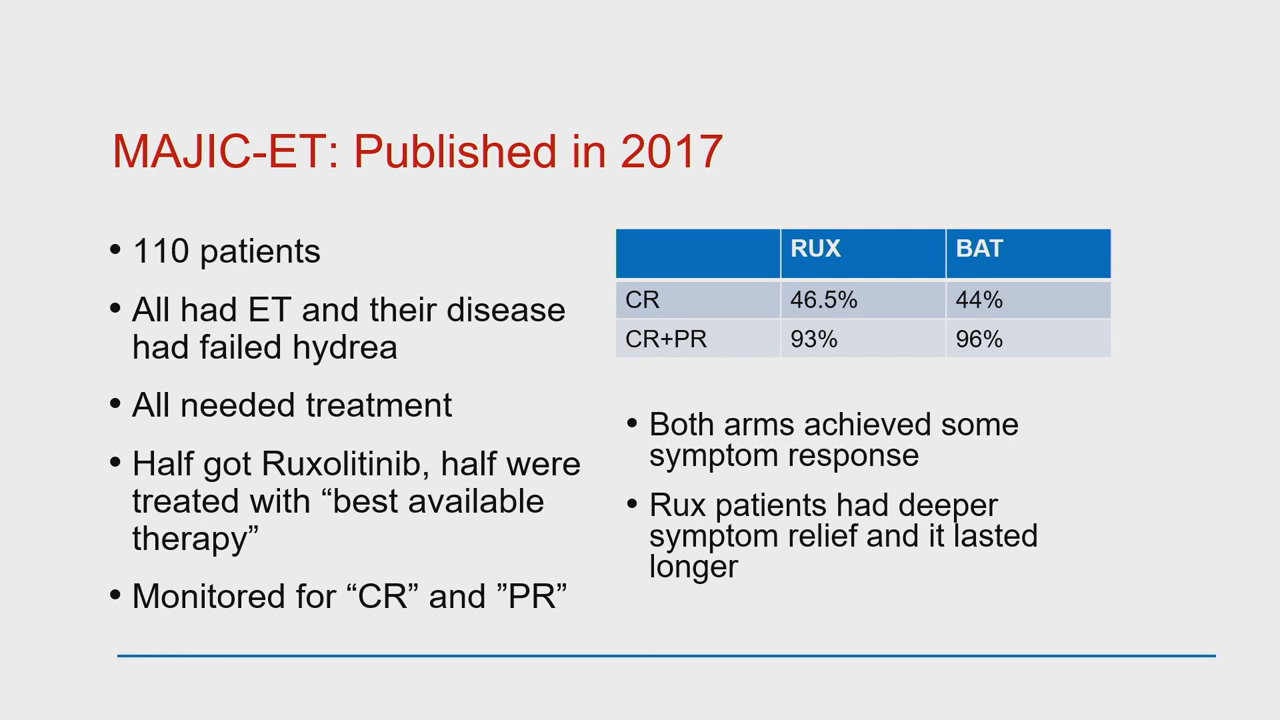 MAJIC-ET: Published in 2017
• 110 patients
• All had ET and their disease
had failed hydrea
• All needed treatment
• Half got Ruxolitinib, half were
treated with “best available
therapy”
• Monitored for “CR” and ”PR”
RUX BAT
CR 46.5% 44%
CR+PR 93% 96%
• Both arms achieved some
symptom response
• Rux patients had deeper
symptom relief and it lasted
longer